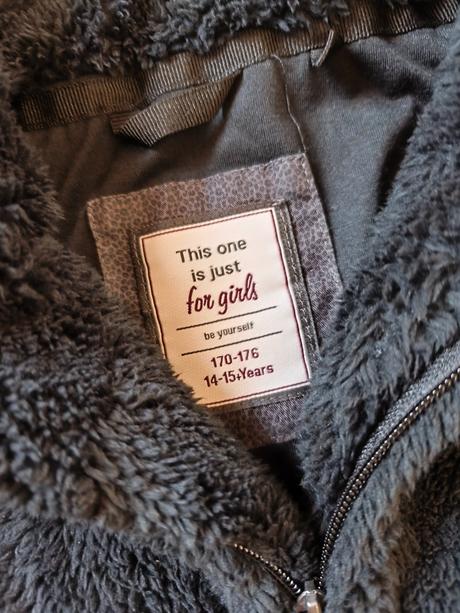 This one
is just
for girls
be yourself
170-176
14-15+Years